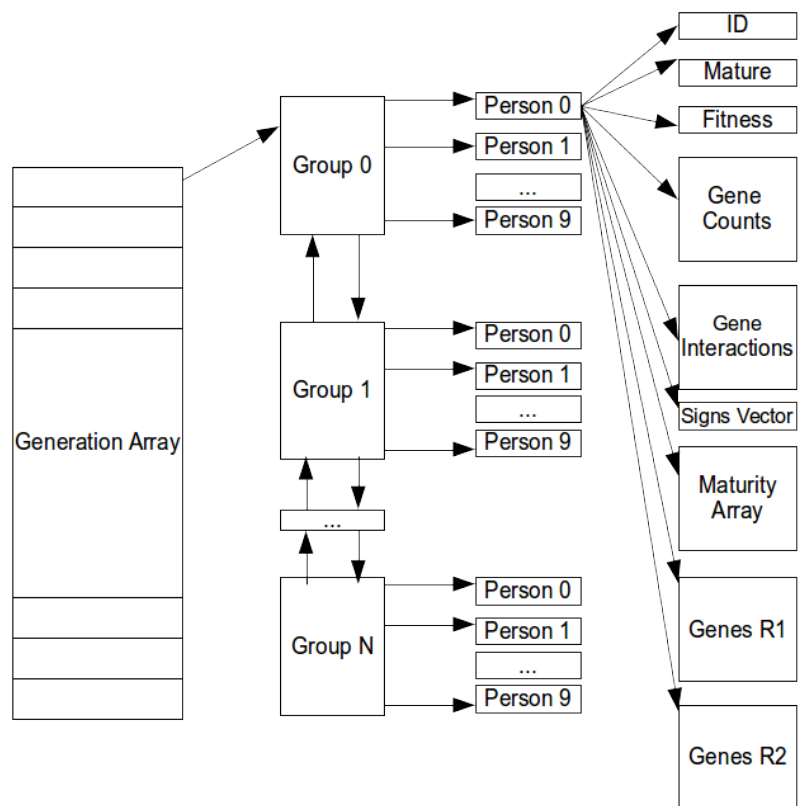 Generation Array
Group 0
Person 0
Person 1
...
Person 9
Group 1
Person 0
Person 1
...
Person 9
...
Group N
Person 0
Person 1
...
Person 9
ID
Mature
Fitness
Gene
Counts
Gene
Interactions
Signs Vector
Maturity
Array
Genes R1
Genes R2